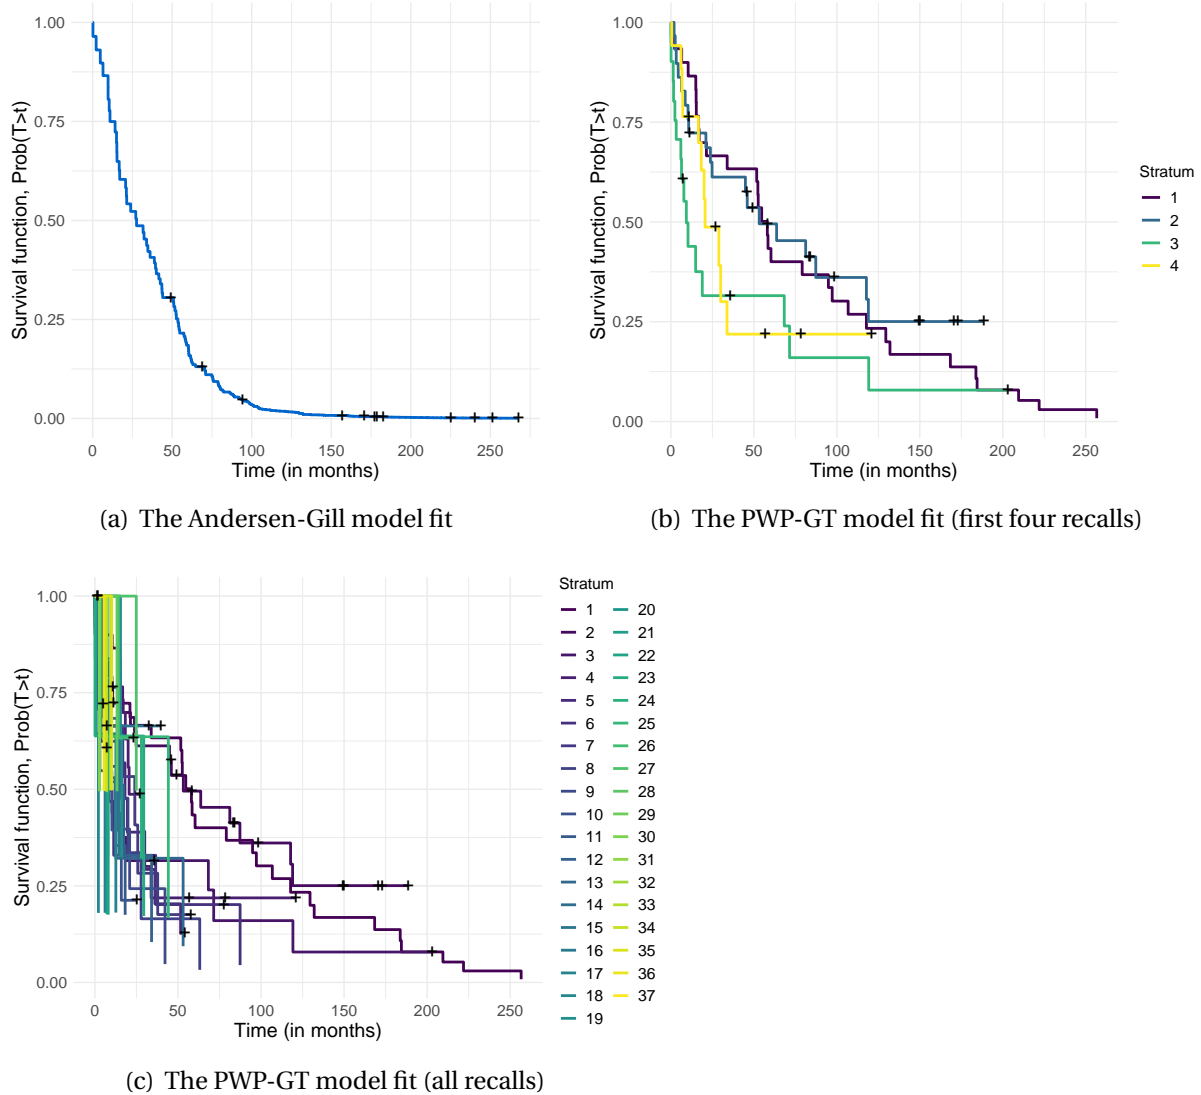 Survival function, Prob(T>t)
1.00
0.75
0.50
0.25
0.00
0 50 100 150 200 250
Time (in months)
(a) The Andersen-Gill model fit
Survival function, Prob(T>t)
1.00
0.75
0.50
0.25
0.00
0 50 100 150 200 250
Time (in months)
Stratum
1
2
3
4
(b) The PWP-GT model fit (first four recalls)
Survival function, Prob(T>t)
1.00
0.75
0.50
0.25
0.00
0 50 100 150 200 250
Time (in months)
Stratum
1 20
2 21
3 22
4 23
5 24
6 25
7 26
8 27
9 28
10 29
11 30
12 31
13 32
14 33
15 34
16 35
17 36
18 37
19
(c) The PWP-GT model fit (all recalls)